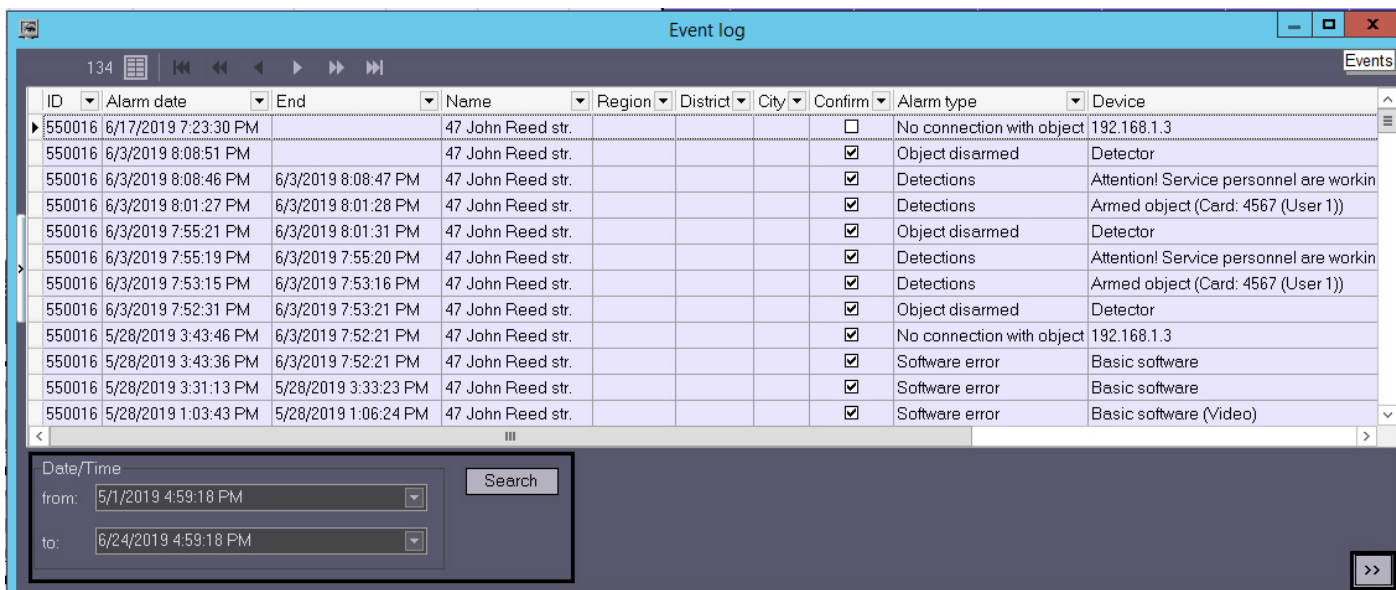 Event log
134
Events
ID Alarm date End Name Region District City Confirm Alarm type Device
550016 6/17/2019 7:23:30 PM 47 John Reed str. No connection with object 192.168.1.3
550016 6/3/2019 8:08:51 PM 47 John Reed str. Object disarmed Detector
550016 6/3/2019 8:08:46 PM 6/3/2019 8:08:47 PM 47 John Reed str. Detections Attention! Service personnel are workin
550016 6/3/2019 8:01:27 PM 6/3/2019 8:01:28 PM 47 John Reed str. Detections Armed object (Card: 4567 (User 1))
550016 6/3/2019 7:55:21 PM 6/3/2019 8:01:31 PM 47 John Reed str. Object disarmed Detector
550016 6/3/2019 7:55:19 PM 6/3/2019 7:55:20 PM 47 John Reed str. Detections Attention! Service personnel are workin
550016 6/3/2019 7:53:15 PM 6/3/2019 7:53:16 PM 47 John Reed str. Detections Armed object (Card: 4567 (User 1))
550016 6/3/2019 7:52:31 PM 6/3/2019 7:53:21 PM 47 John Reed str. Object disarmed Detector
550016 5/28/2019 3:43:46 PM 6/3/2019 7:52:21 PM 47 John Reed str. No connection with object 192.168.1.3
550016 5/28/2019 3:43:36 PM 6/3/2019 7:52:21 PM 47 John Reed str. Software error Basic software
550016 5/28/2019 3:31:13 PM 5/28/2019 3:33:23 PM 47 John Reed str. Software error Basic software
550016 5/28/2019 1:03:43 PM 5/28/2019 1:06:24 PM 47 John Reed str. Software error Basic software (Video)
Date/Time
from: 5/1/2019 4:59:18 PM
Search
to: 6/24/2019 4:59:18 PM
>>